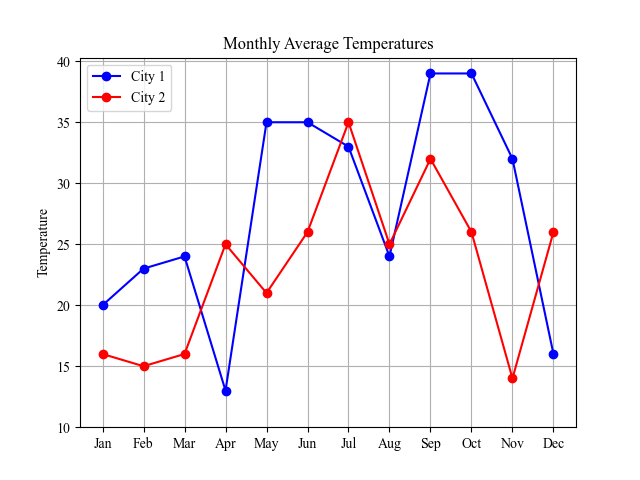 Monthly Average Temperatures
City 1
City 2
Temperature
40
35
30
25
20
15
10
Jan Feb Mar Apr May Jun Jul Aug Sep Oct Nov Dec